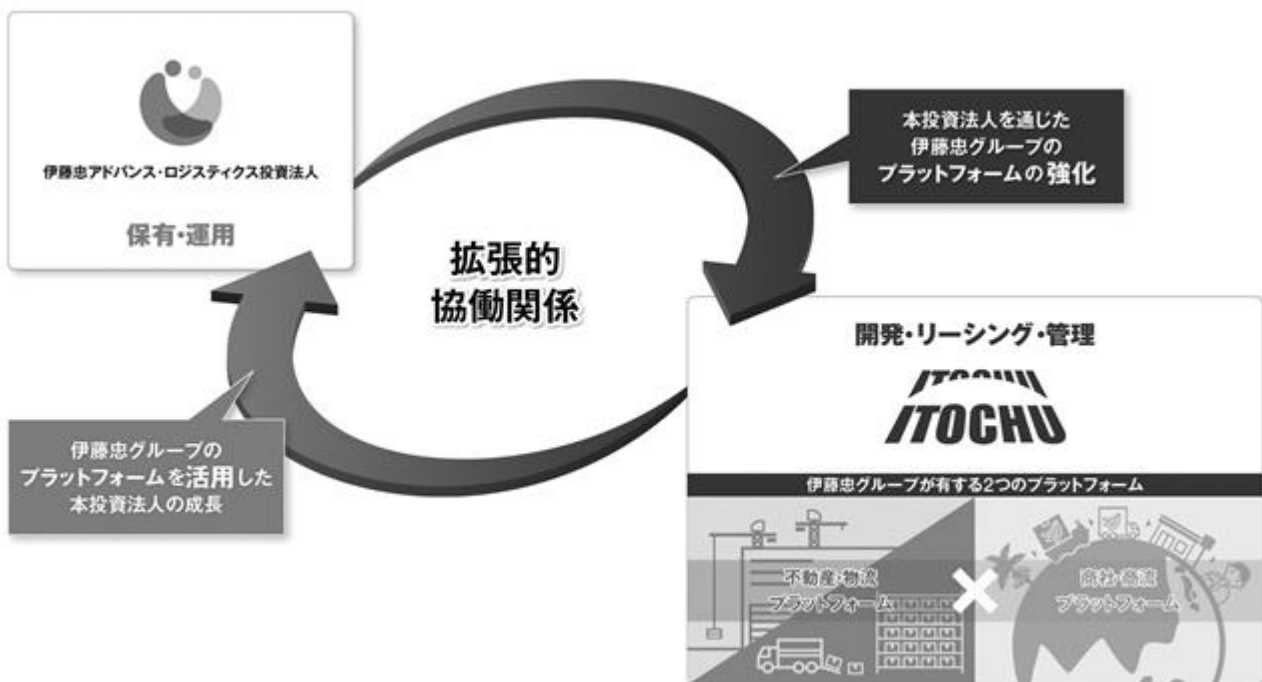 伊藤忠アドバンス・ロジスティクス投資法人
保有・運用
本投資法人を通じた
伊藤忠グループの
プラットフォームの強化
拡張的
協働関係
伊藤忠グループの
プラットフォームを活用した
本投資法人の成長
開発・リーシング・管理
ITOCHU
ITOCHU
伊藤忠グループが有する2つのプラットフォーム
不動産・物流
プラットフォーム
×
商社・商流
プラットフォーム